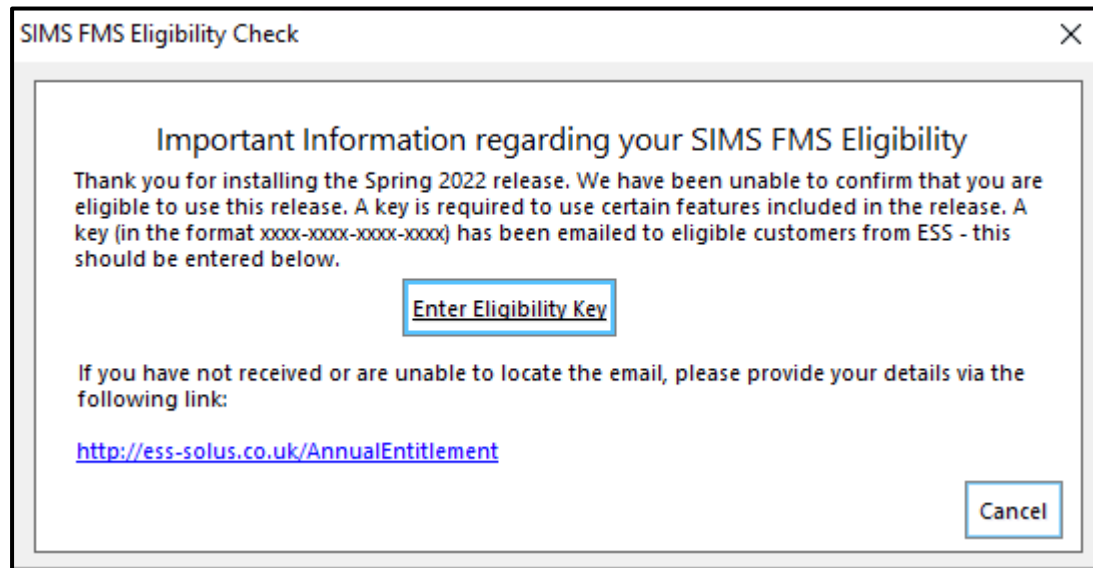 SIMS FMS Eligibility Check
Important Information regarding your SIMS FMS Eligibility
Thank you for installing the Spring 2022 release. We have been unable to confirm that you are
eligible to use this release. A key is required to use certain features included in the release. A
key (in the format xxxx-xxxx-xxxx-xxxx) has been emailed to eligible customers from ESS - this
should be entered below.
Enter Eligibility Key
If you have not received or are unable to locate the email, please provide your details via the
following link:
http://ess-solus.co.uk/AnnualEntitlement
Cancel